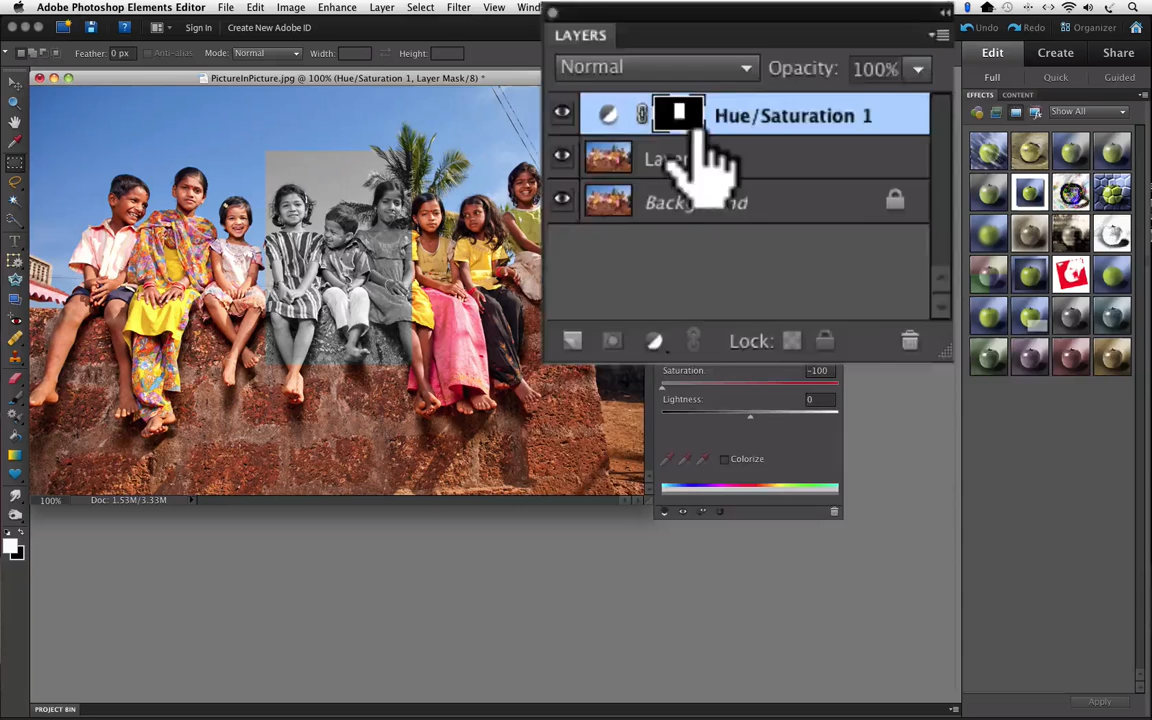 Adobe Photoshop Elements Editor File Edit Image Enhance Layer Select Filter View Wind
Sign In Create New Adobe ID Undo Redo Organizer
Feather: 0 px Anti-alias Mode: Normal Width: Height:
Edit Create Share
Full Quick Guided
PictureInPicture.jpg @ 100% (Hue/Saturation 1, Layer Mask/8) *
EFFECTS CONTENT
Show All
LAYERS
Normal Opacity: 100%
Hue/Saturation 1
Background
Lock:
Saturation: -100
Lightness: 0
Colorize
100% Doc: 1.53M/3.33M
Apply
PROJECT BIN